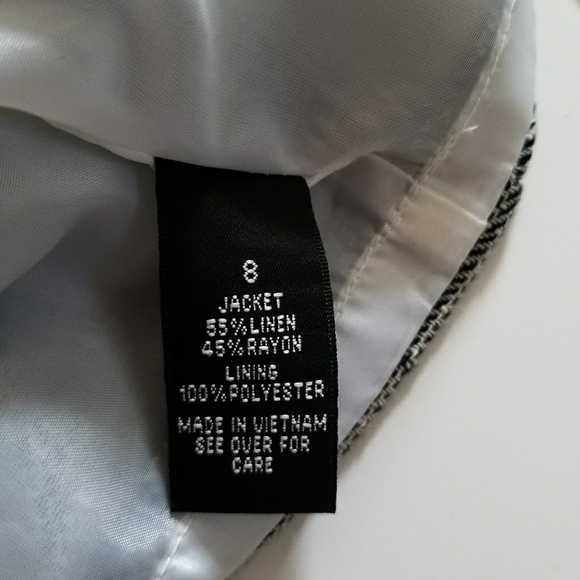 8
JACKET
55%LINEN
45%RAYON
LINING
100%POLYESTER
MADE IN VIETNAM
SEE OVER FOR
CARE